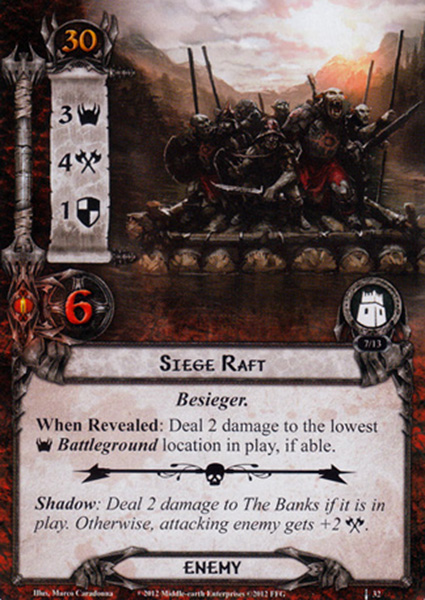 30
3
4
1
6
7/13
SIEGE RAFT
Besieger.
When Revealed: Deal 2 damage to the lowest
Battleground location in play, if able.
Shadow: Deal 2 damage to The Banks if it is in
play. Otherwise, attacking enemy gets +2 .
ENEMY
Illus. Marco Caradonna ©2012 Middle-earth Enterprises ©2012 FFG 32